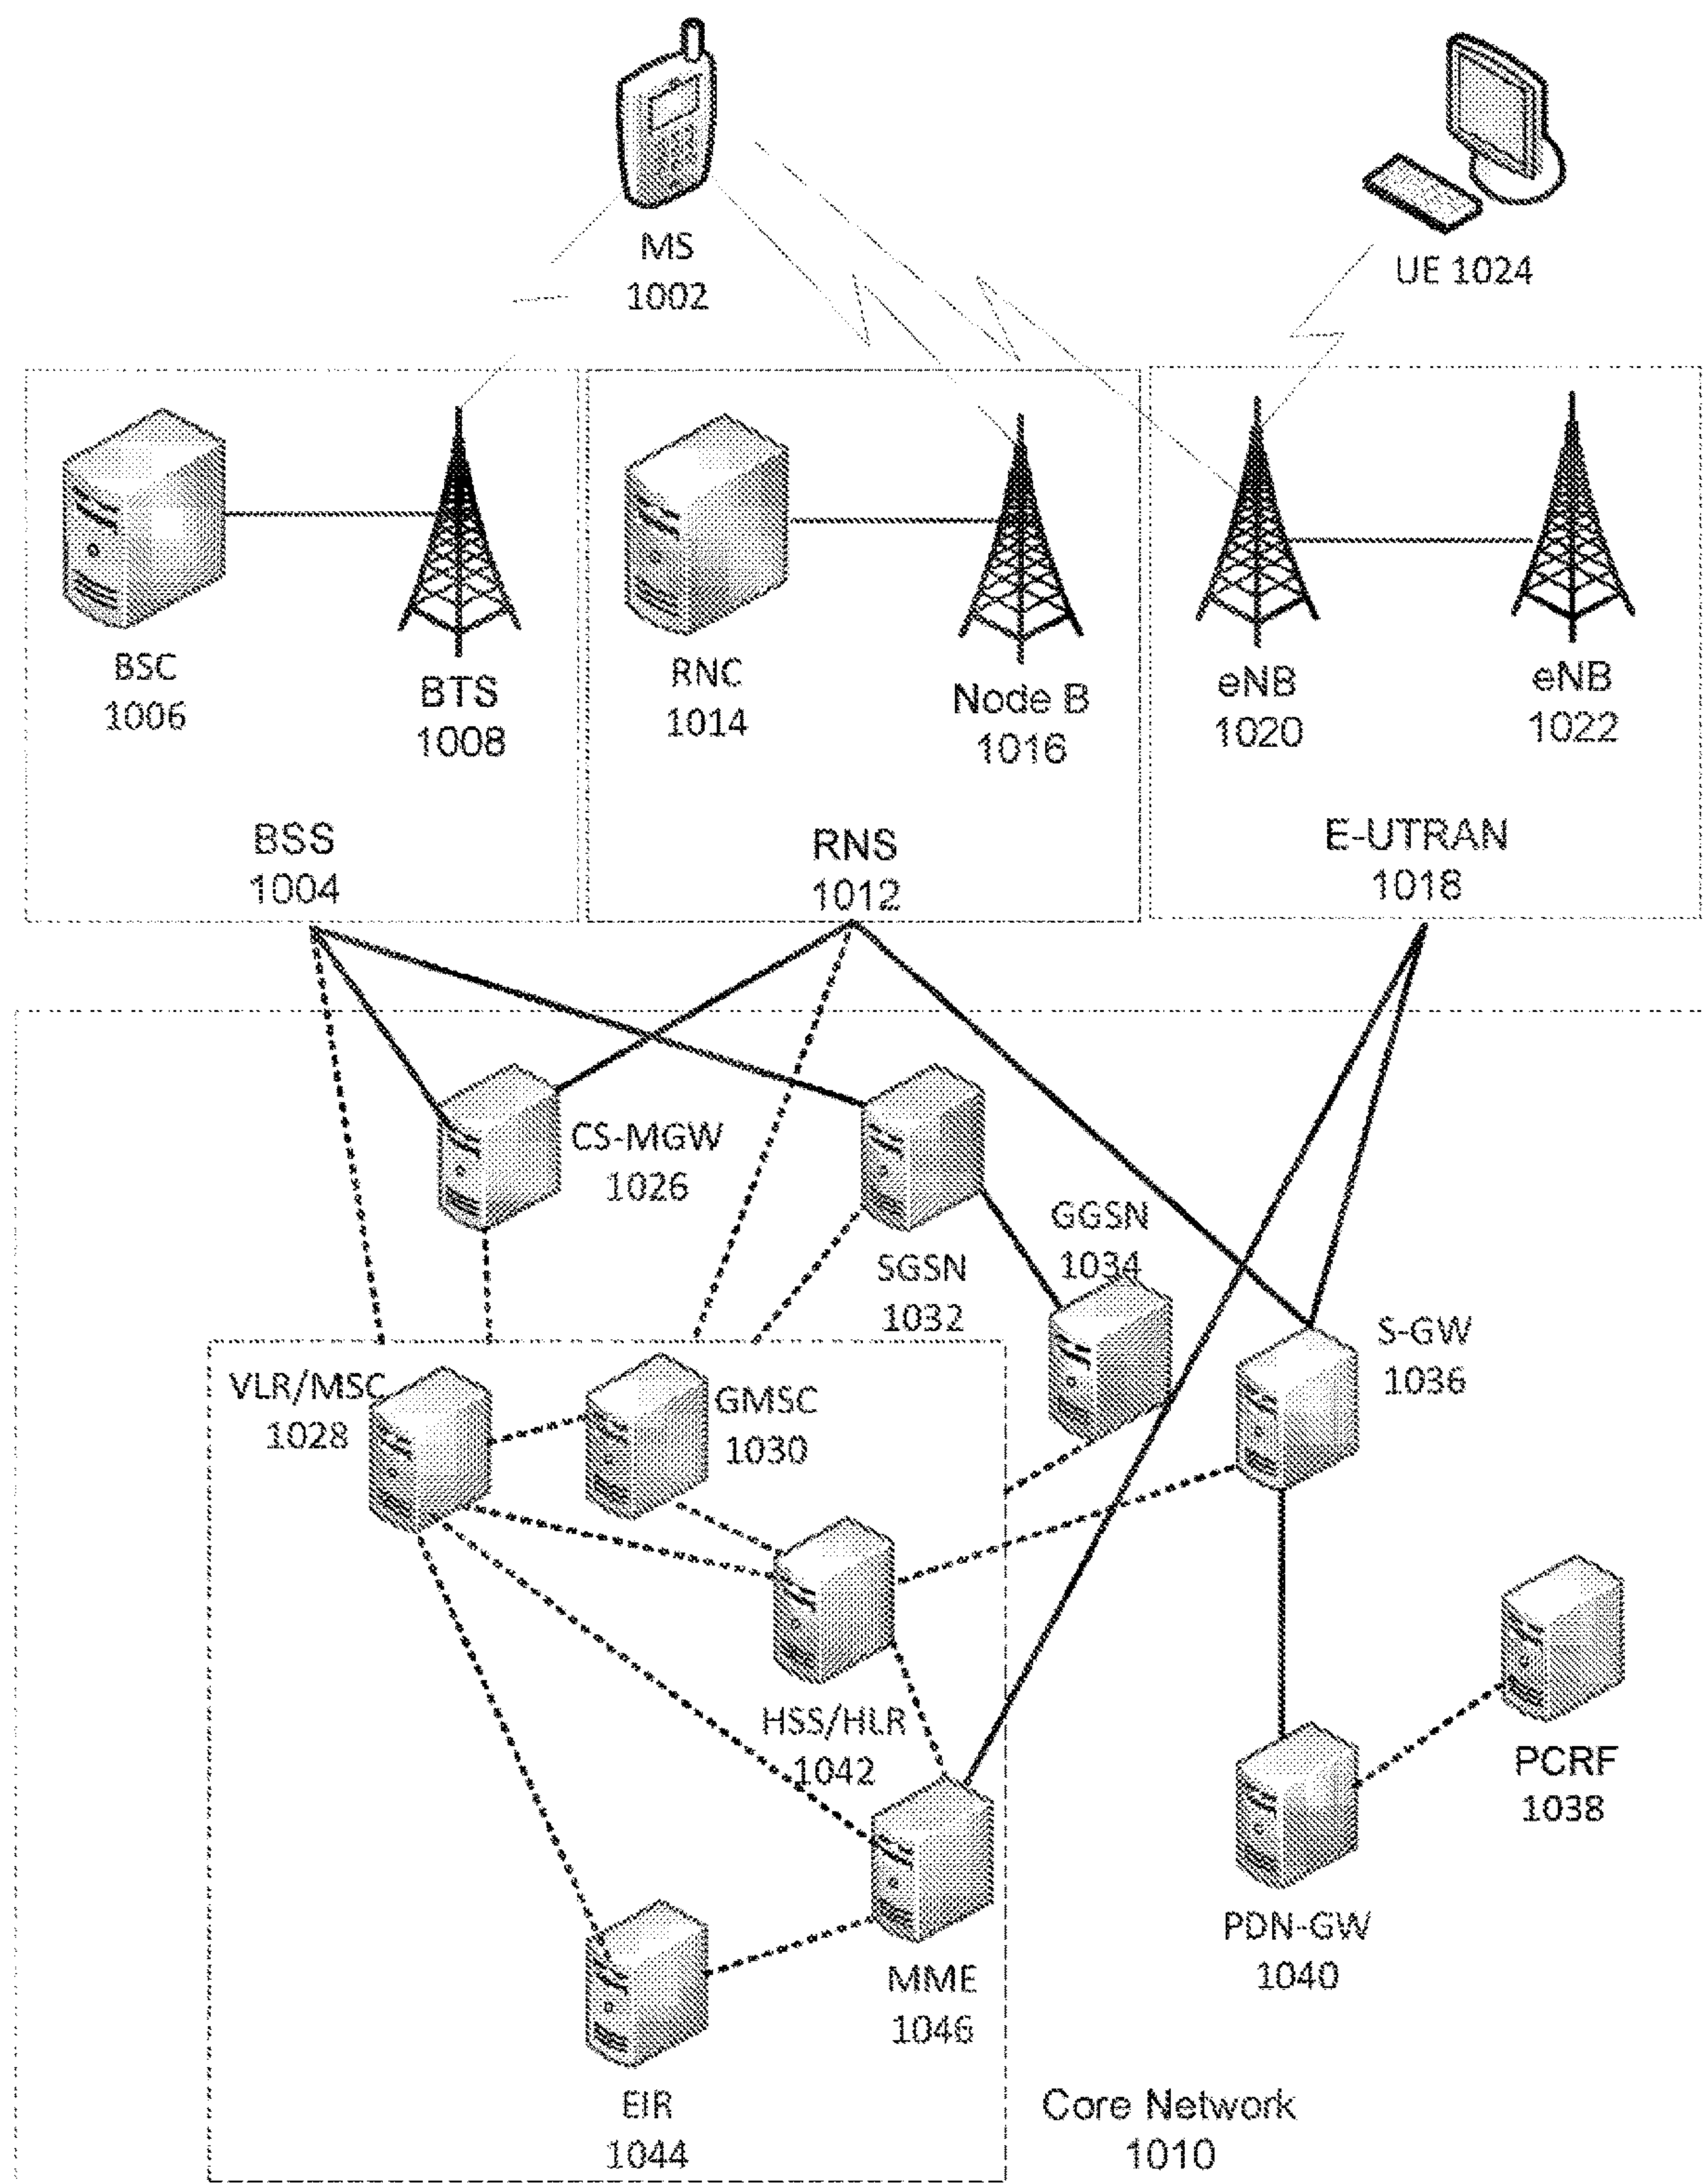 MS
1002
UE 1024
BSC
1006
BTS
1008
RNC
1014
Node B
1016
eNB
1020
eNB
1022
BSS
1004
RNS
1012
E-UTRAN
1018
CS-MGW
1026
SGSN
1032
GGSN
1034
S-GW
1036
VLR/MSC
1028
GMSC
1030
HSS/HLR
1042
PCRF
1038
PDN-GW
1040
MME
1046
EIR
1044
Core Network
1010